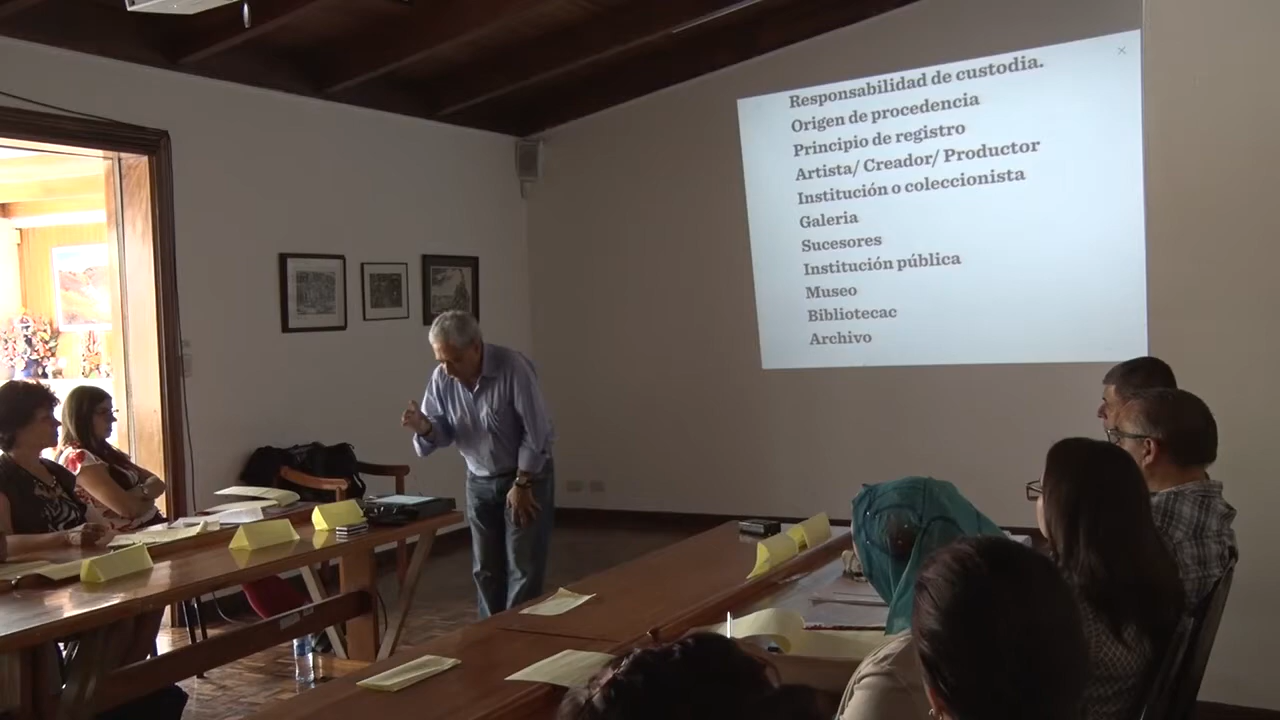 Responsabilidad de custodia.
Origen de procedencia
Principio de registro
Artista/ Creador/ Productor
Institución o coleccionista
Galeria
Sucesores
Institución pública
Museo
Bibliotecac
Archivo